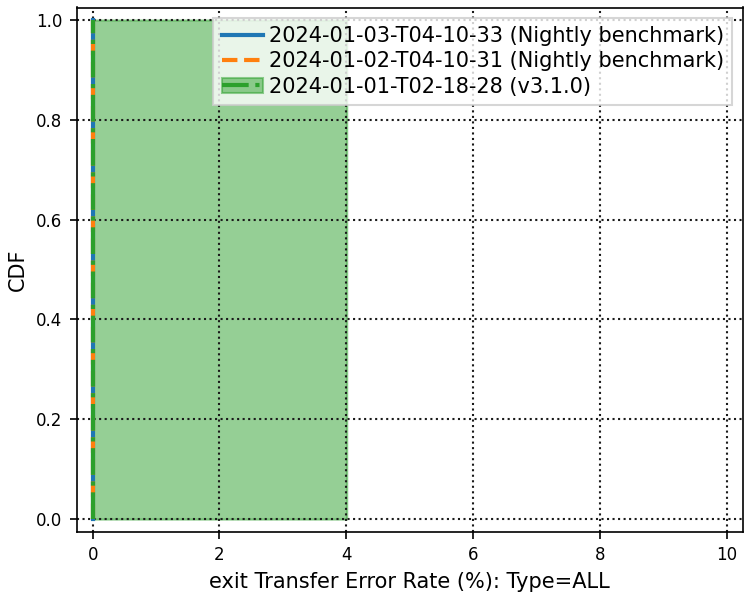 1.0
0.8
0.6
0.4
0.2
0.0
CDF
2024-01-03-T04-10-33 (Nightly benchmark)
2024-01-02-T04-10-31 (Nightly benchmark)
2024-01-01-T02-18-28 (v3.1.0)
0 2 4 6 8 10
exit Transfer Error Rate (%): Type=ALL